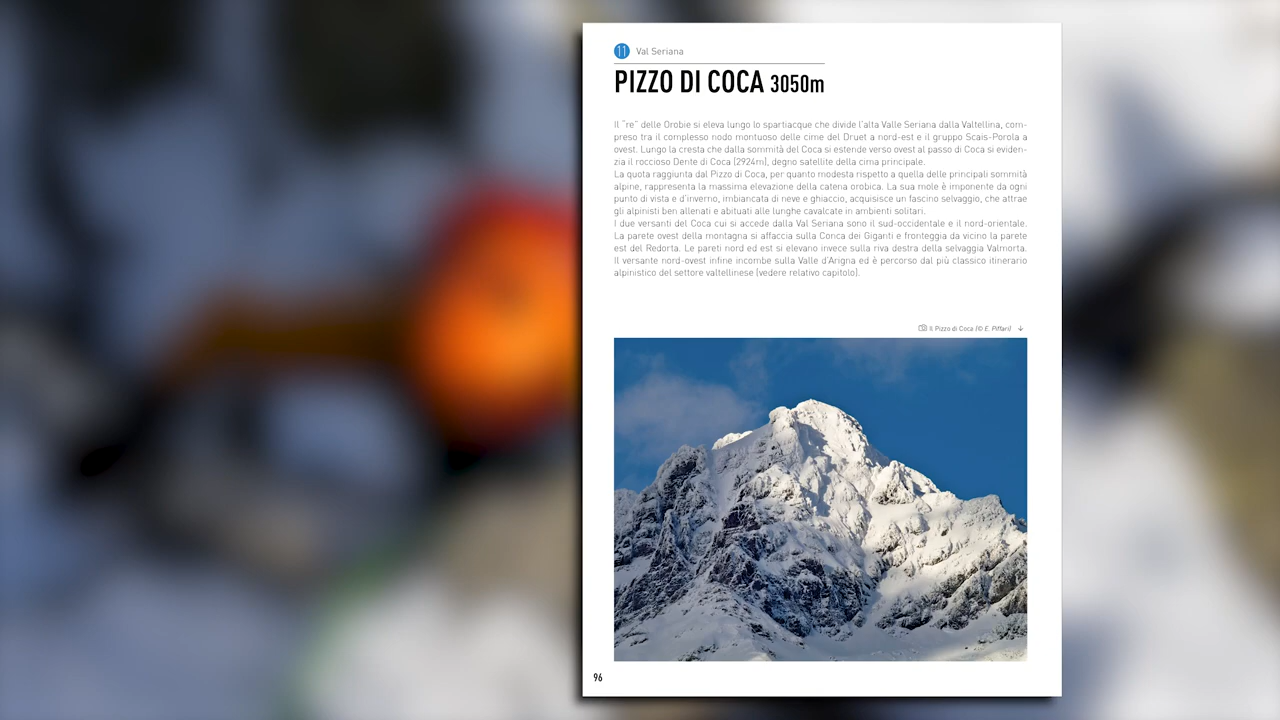 11 Val Seriana
PIZZO DI COCA 3050m
Il "re" delle Orobie si eleva lungo lo spartiacque che divide l'alta Valle Seriana dalla Valtellina, com-
preso tra il complesso nodo montuoso delle cime del Druet a nord-est e il gruppo Scais-Porola a
ovest. Lungo la cresta che dalla sommità del Coca si estende verso ovest al passo di Coca si eviden-
zia il roccioso Dente di Coca (2924m), degno satellite della cima principale.
La quota raggiunta dal Pizzo di Coca, per quanto modesta rispetto a quella delle principali sommità
alpine, rappresenta la massima elevazione della catena orobica. La sua mole è imponente da ogni
punto di vista e d'inverno, imbiancata di neve e ghiaccio, acquisisce un fascino selvaggio, che attrae
gli alpinisti ben allenati e abituati alle lunghe cavalcate in ambienti solitari.
I due versanti del Coca cui si accede dalla Val Seriana sono il sud-occidentale e il nord-orientale.
La parete ovest della montagna si affaccia sulla Conca dei Giganti e fronteggia da vicino la parete
est del Redorta. Le pareti nord ed est si elevano invece sulla riva destra della selvaggia Valmorta.
Il versante nord-ovest infine incombe sulla Valle d'Arigna ed è percorso dal più classico itinerario
alpinistico del settore valtellinese (vedere relativo capitolo).
Il Pizzo di Coca (© E. Piffari) ↓
96